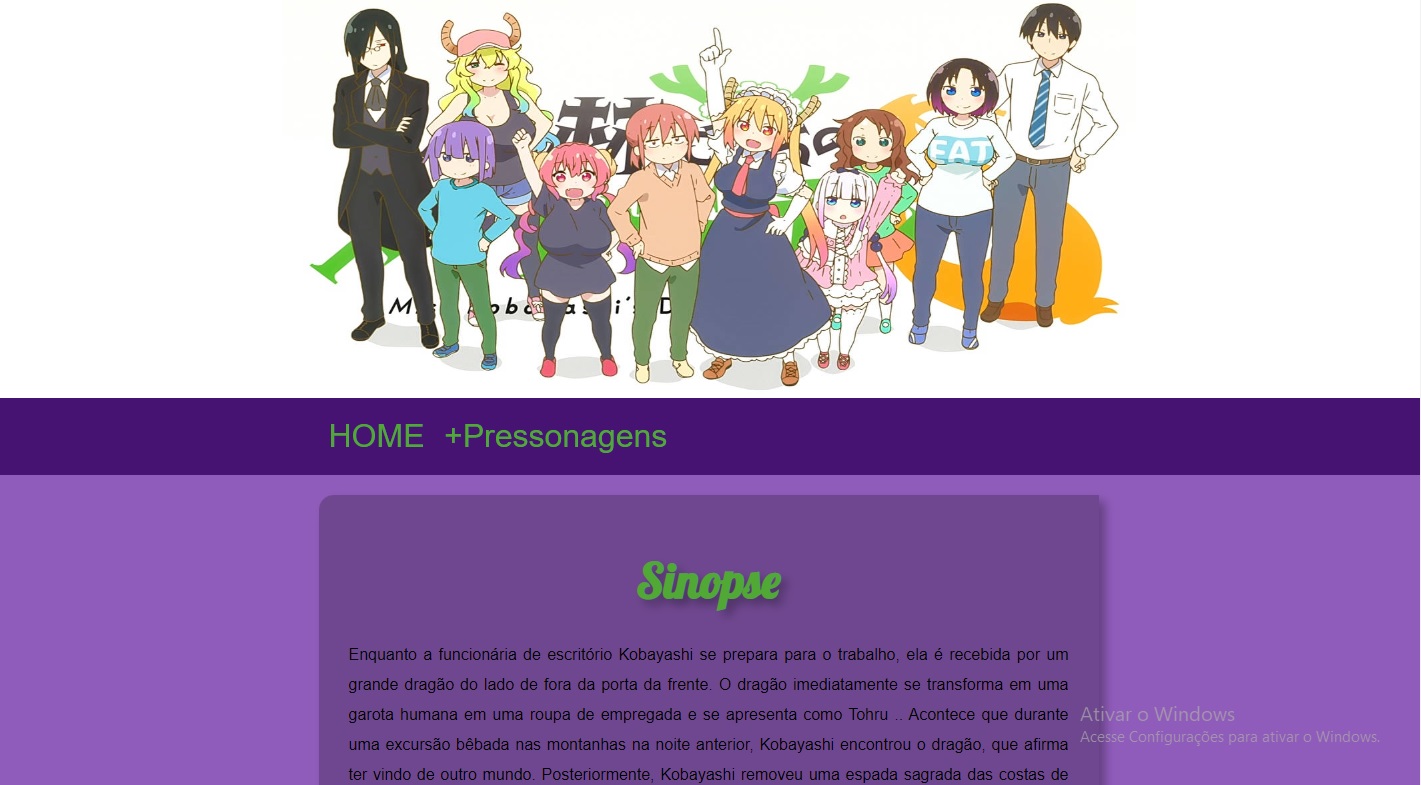 EAT
HOME +Pressonagens
Sinopse
Enquanto a funcionária de escritório Kobayashi se prepara para o trabalho, ela é recebida por um
grande dragão do lado de fora da porta da frente. O dragão imediatamente se transforma em uma
garota humana em uma roupa de empregada e se apresenta como Tohru .. Acontece que durante
uma excursão bêbada nas montanhas na noite anterior, Kobayashi encontrou o dragão, que afirma
ter vindo de outro mundo. Posteriormente, Kobayashi removeu uma espada sagrada das costas de
Ativar o Windows
Acesse Configurações para ativar o Windows.